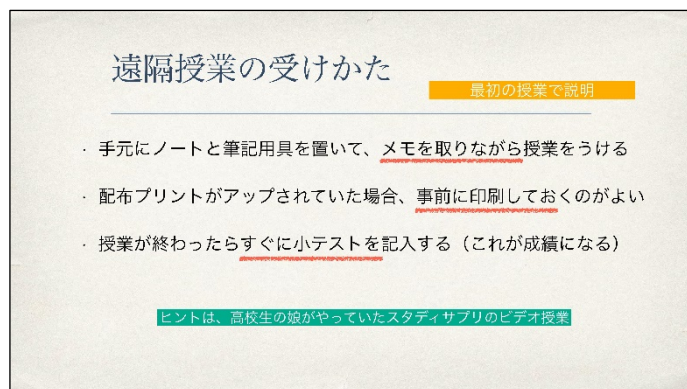 遠隔授業の受けかた
最初の授業で説明
・手元にノートと筆記用具を置いて、メモを取りながら授業をうける
・配布プリントがアップされていた場合、事前に印刷しておくのがよい
・授業が終わったらすぐに小テストを記入する（これが成績になる）
ヒントは、高校生の娘がやっていたスタディサプリのビデオ授業